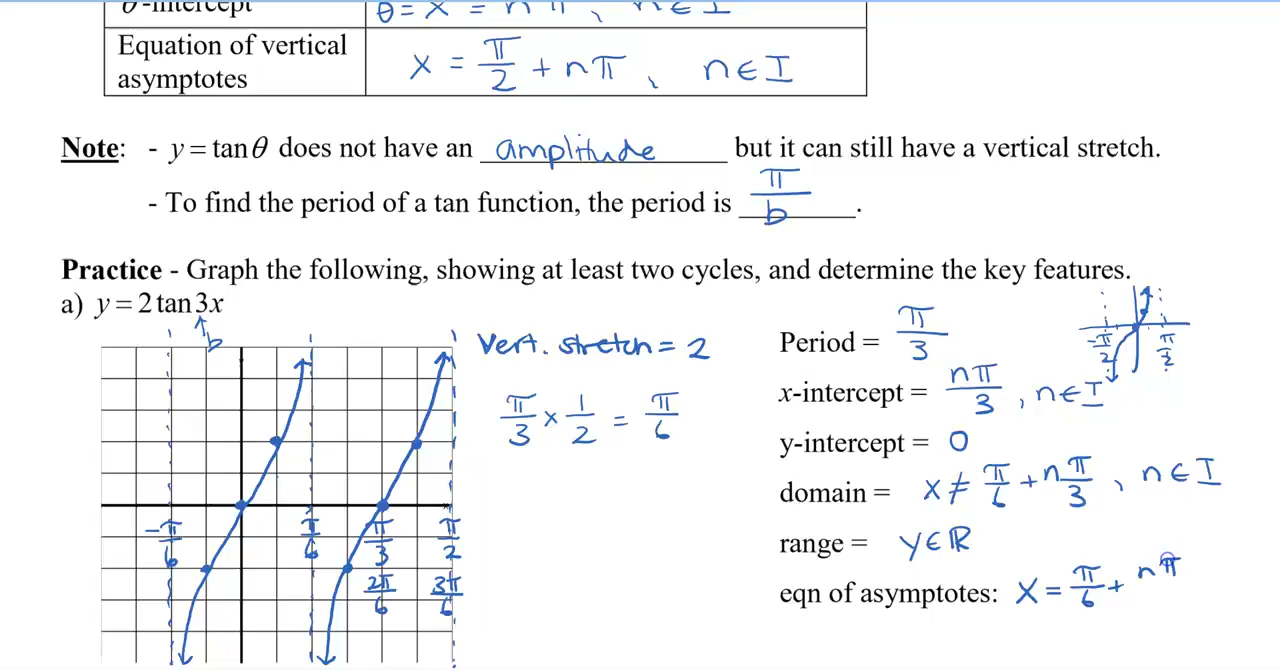 θ-intercept θ = x = nπ, n ∈ I
Equation of vertical
asymptotes x = π/2 + nπ, n ∈ I
Note: - y = tan θ does not have an amplitude but it can still have a vertical stretch.
- To find the period of a tan function, the period is π/b.
Practice - Graph the following, showing at least two cycles, and determine the key features.
a) y = 2 tan 3x
b
Vert. stretch = 2
π/3 × 1/2 = π/6
-π/6 π/6 π/3 π/2
2π/6 3π/6
Period = π/3
-π/2 π/2
x-intercept = nπ/3, n ∈ I
y-intercept = 0
domain = x ≠ π/6 + nπ/3, n ∈ I
range = y ∈ ℝ
eqn of asymptotes: x = π/6 + nπ